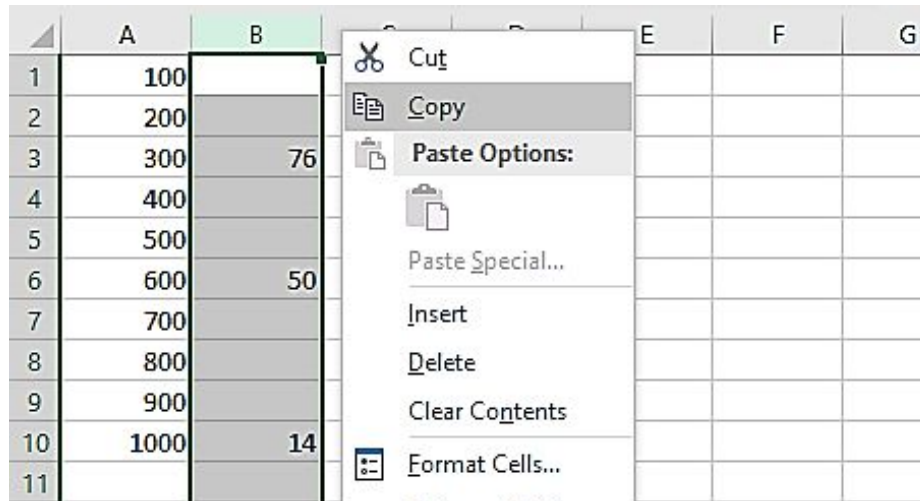 A B E F G
1 100
2 200
3 300 76
4 400
5 500
6 600 50
7 700
8 800
9 900
10 1000 14
11
Cut
Copy
Paste Options:
Paste Special...
Insert
Delete
Clear Contents
Format Cells...